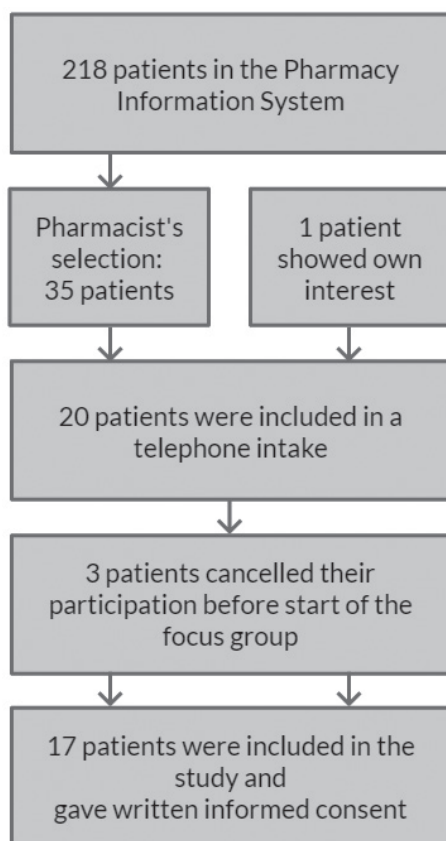 218 patients in the Pharmacy
Information System
Pharmacist's
selection:
35 patients
1 patient
showed own
interest
20 patients were included in a
telephone intake
3 patients cancelled their
participation before start of the
focus group
17 patients were included in the
study and
gave written informed consent